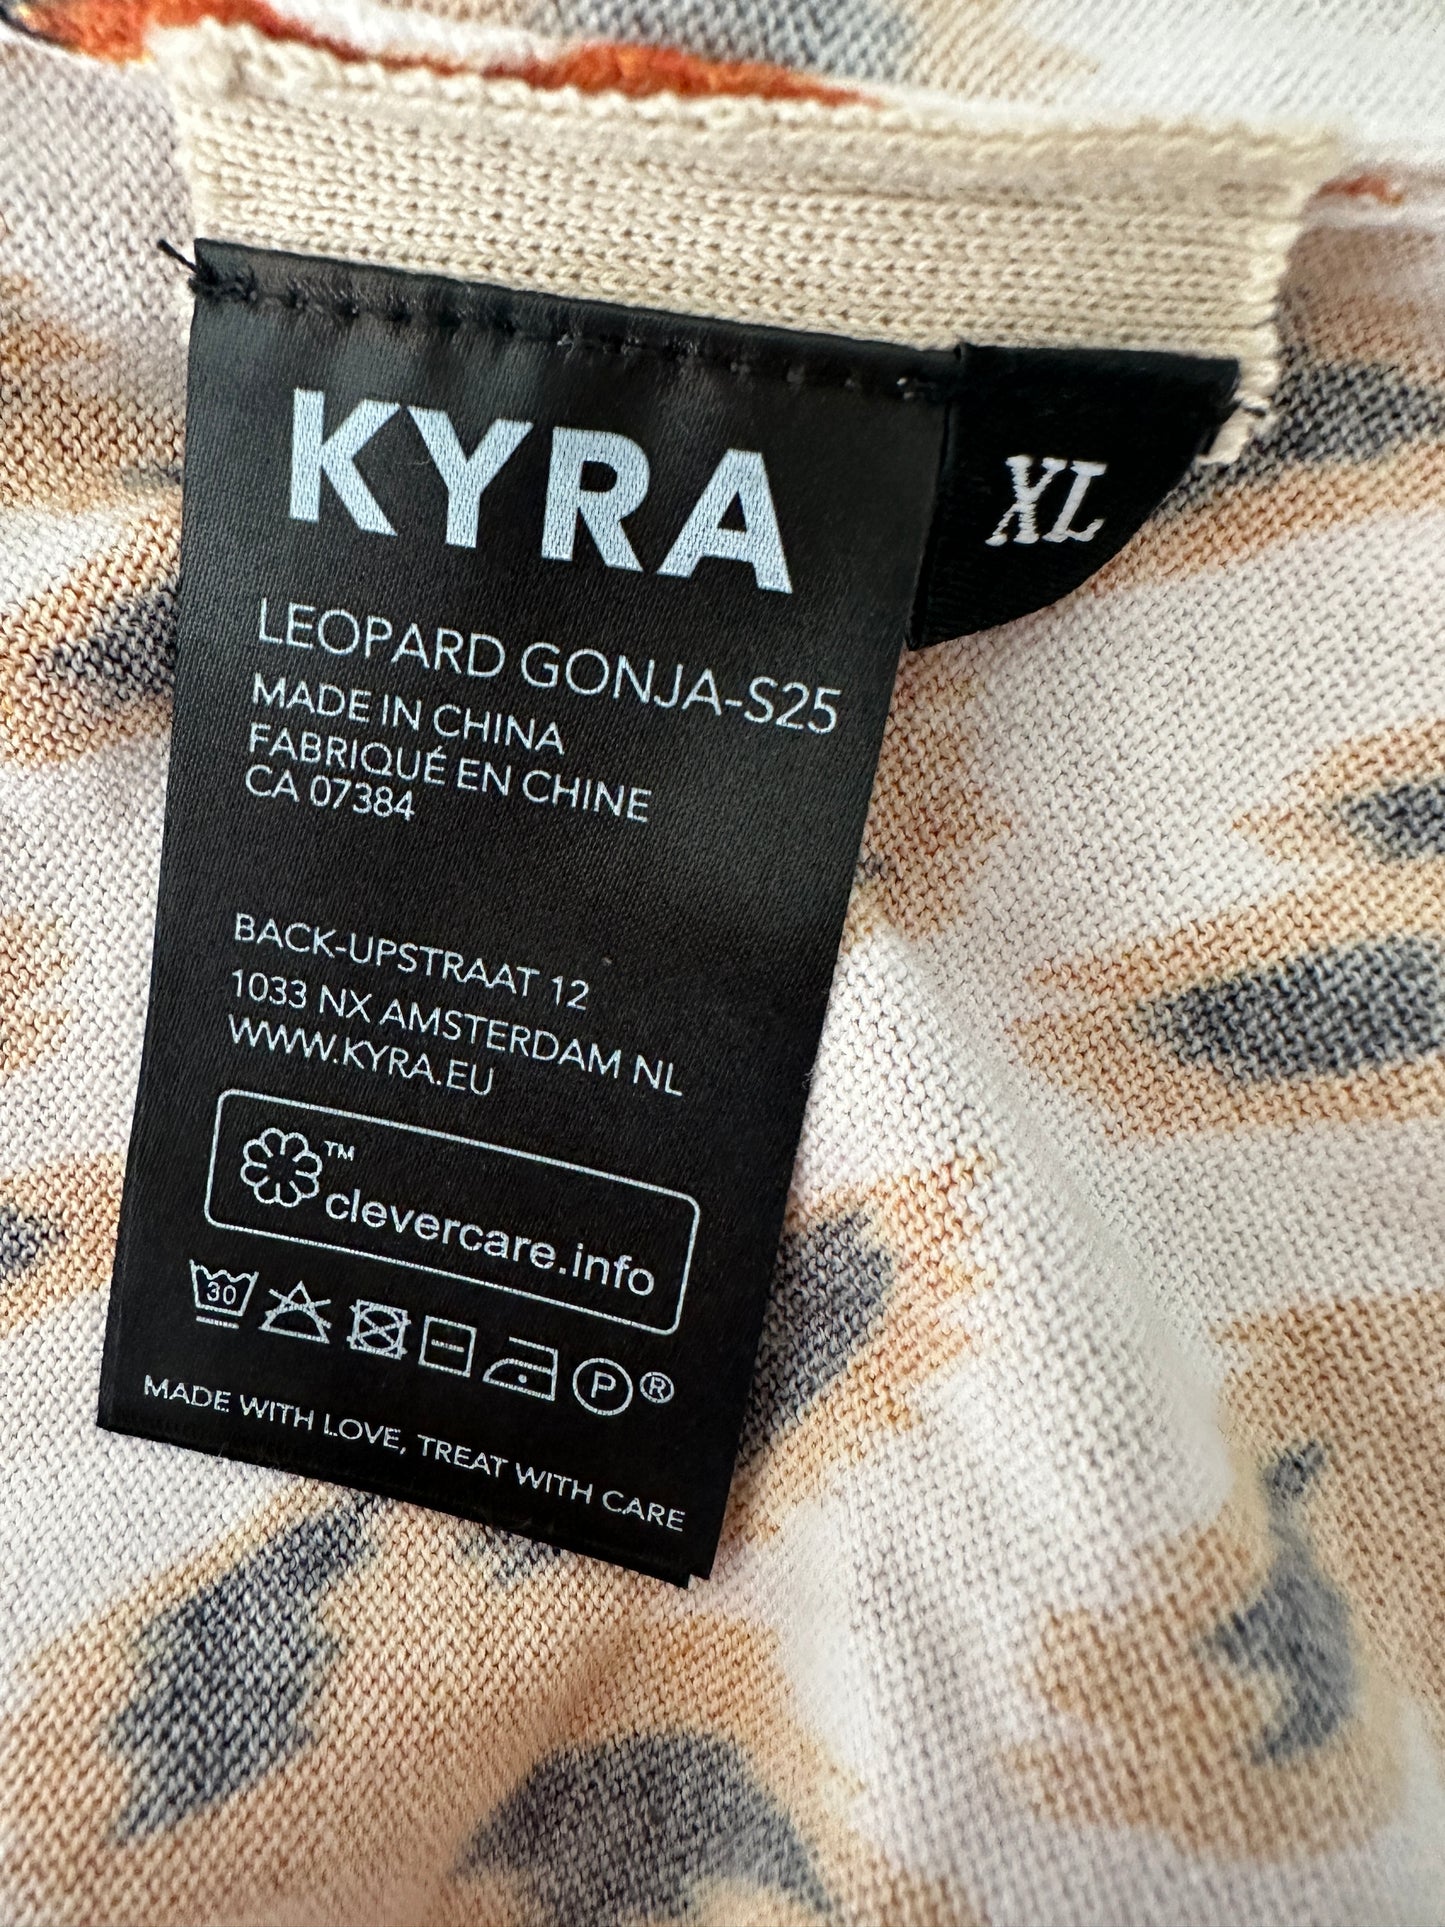 KYRA
XL
LEOPARD GONJA-S25
MADE IN CHINA
FABRIQUÉ EN CHINE
CA 07384
BACK-UPSTRAAT 12
1033 NX AMSTERDAM NL
WWW.KYRA.EU
™
clevercare.info
30
P ®
MADE WITH LOVE, TREAT WITH CARE